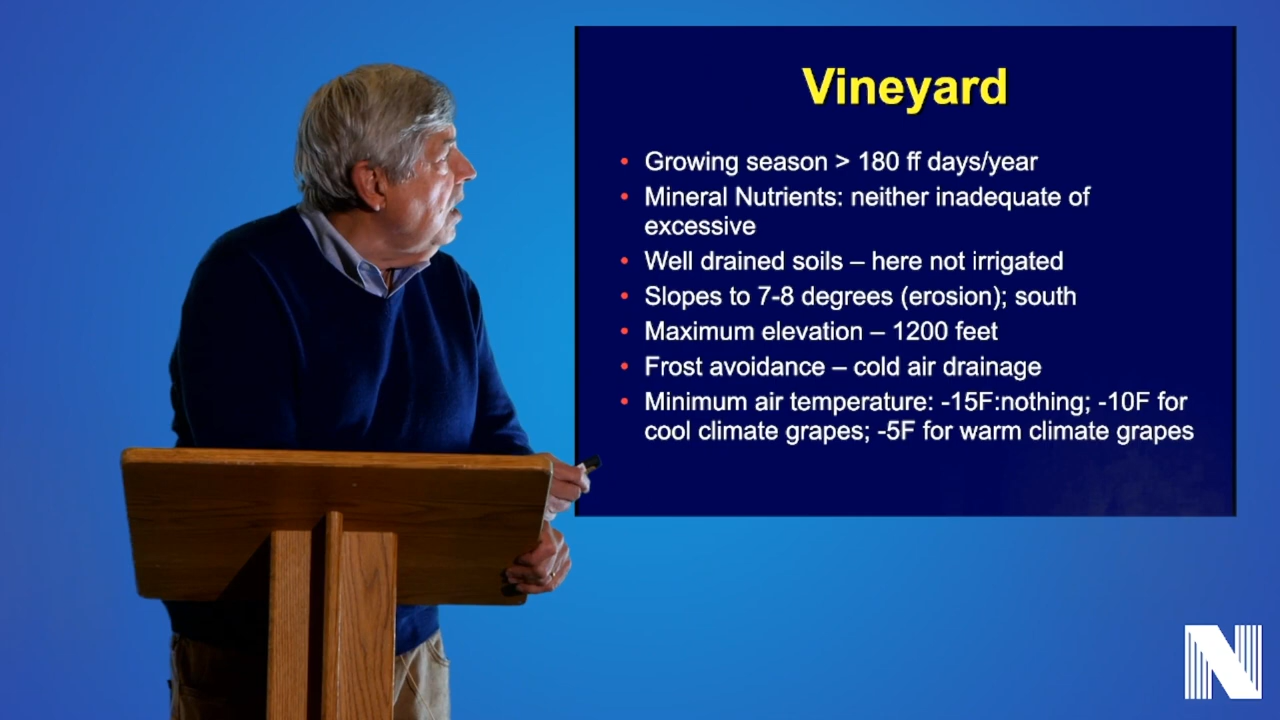 Vineyard
Growing season > 180 ff days/year
Mineral Nutrients: neither inadequate of
excessive
Well drained soils – here not irrigated
Slopes to 7-8 degrees (erosion); south
Maximum elevation – 1200 feet
Frost avoidance – cold air drainage
Minimum air temperature: -15F:nothing; -10F for
cool climate grapes; -5F for warm climate grapes
N